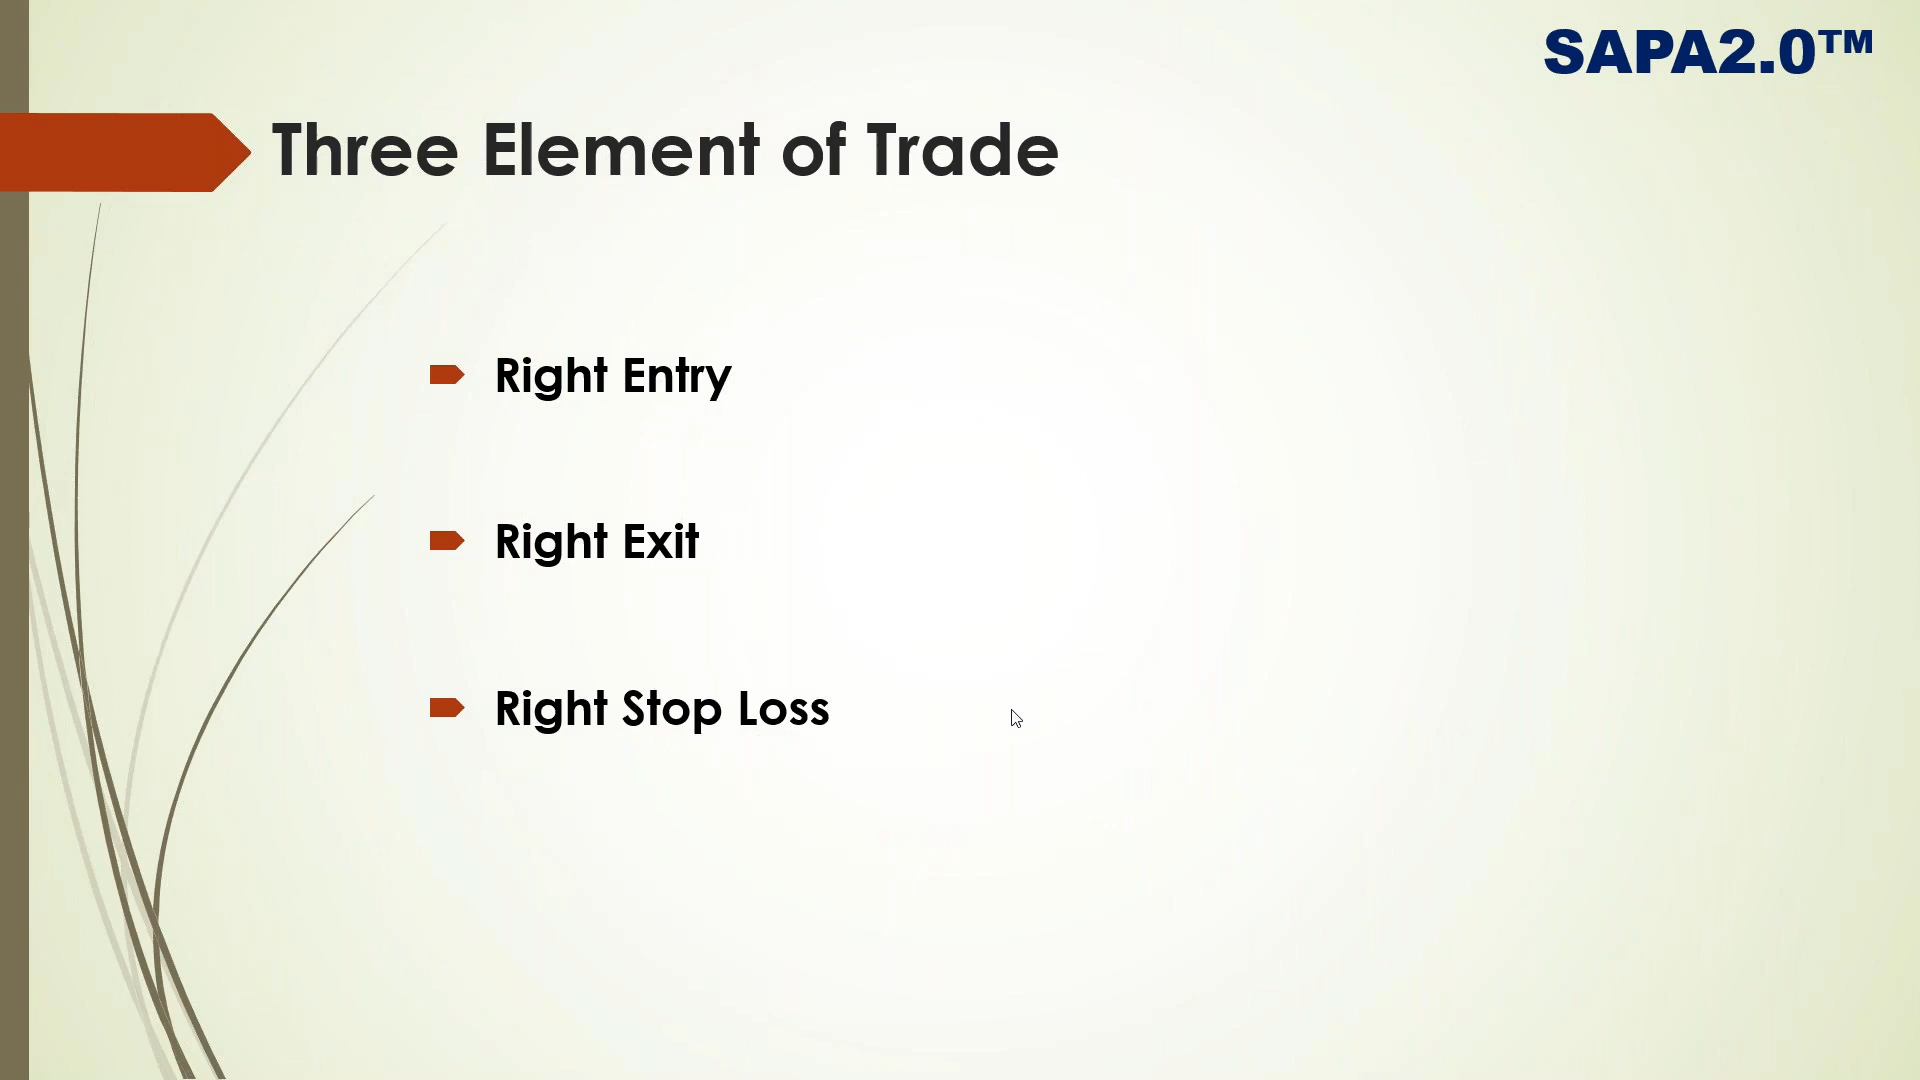 SAPA2.0™
Three Element of Trade
Right Entry
Right Exit
Right Stop Loss